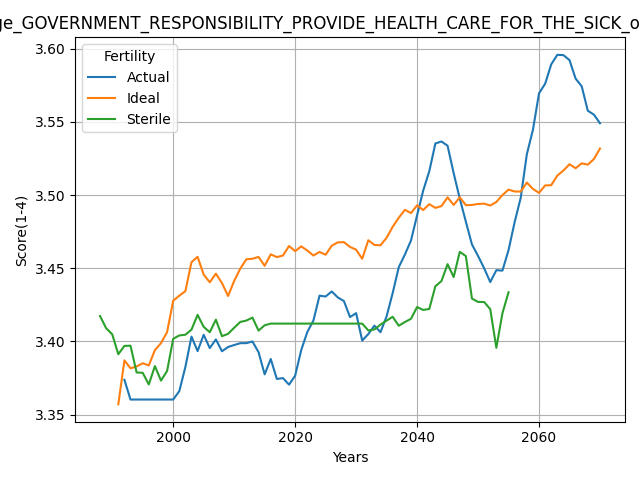 ge_GOVERNMENT_RESPONSIBILITY_PROVIDE_HEALTH_CARE_FOR_THE_SICK_o
Fertility
Actual
Ideal
Sterile
Score(1-4)
3.60
3.55
3.50
3.45
3.40
3.35
2000 2020 2040 2060
Years